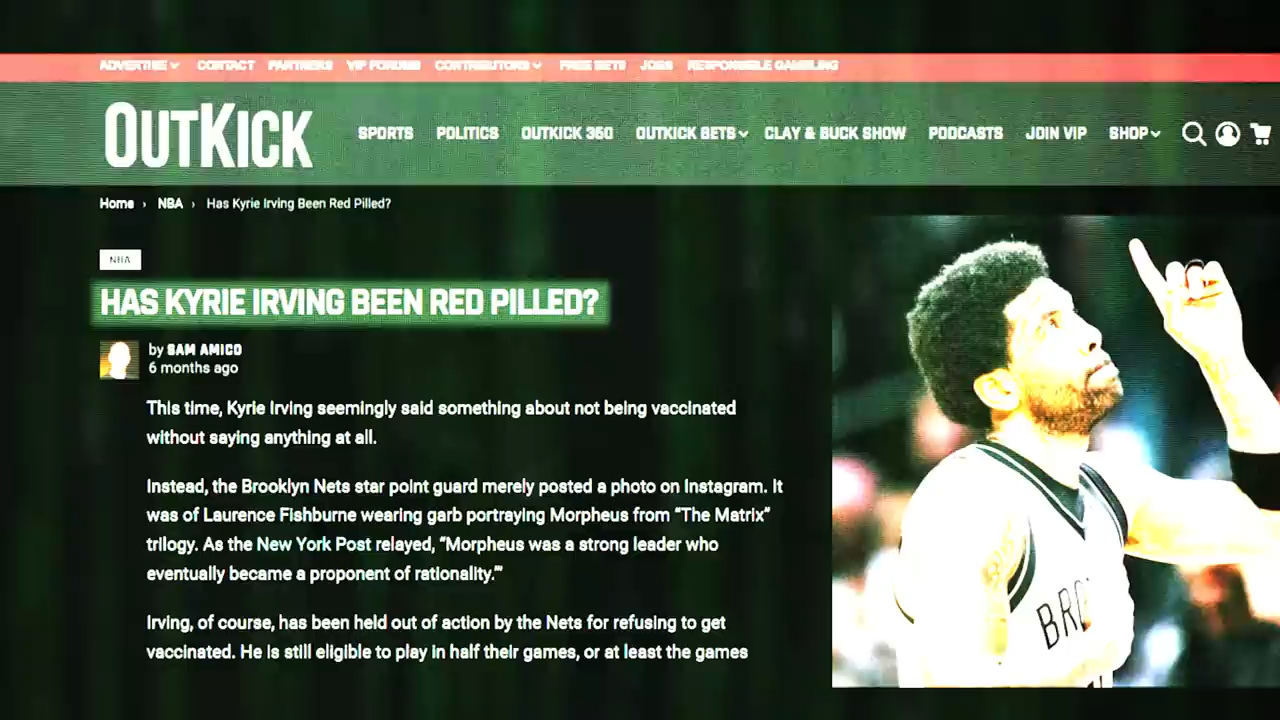 ADVERTISE CONTACT PARTNERS VIP FORUMS CONTRIBUTORS FREE BETS JOBS RESPONSIBLE GAMBLING
OUTKICK SPORTS POLITICS OUTKICK 360 OUTKICK BETS CLAY & BUCK SHOW PODCASTS JOIN VIP SHOP
Home › NBA › Has Kyrie Irving Been Red Pilled?
NBA
HAS KYRIE IRVING BEEN RED PILLED?
by SAM AMICO
6 months ago
This time, Kyrie Irving seemingly said something about not being vaccinated
without saying anything at all.
Instead, the Brooklyn Nets star point guard merely posted a photo on Instagram. It
was of Laurence Fishburne wearing garb portraying Morpheus from “The Matrix”
trilogy. As the New York Post relayed, “Morpheus was a strong leader who
eventually became a proponent of rationality.”’
Irving, of course, has been held out of action by the Nets for refusing to get
vaccinated. He is still eligible to play in half their games, or at least the games
BRO